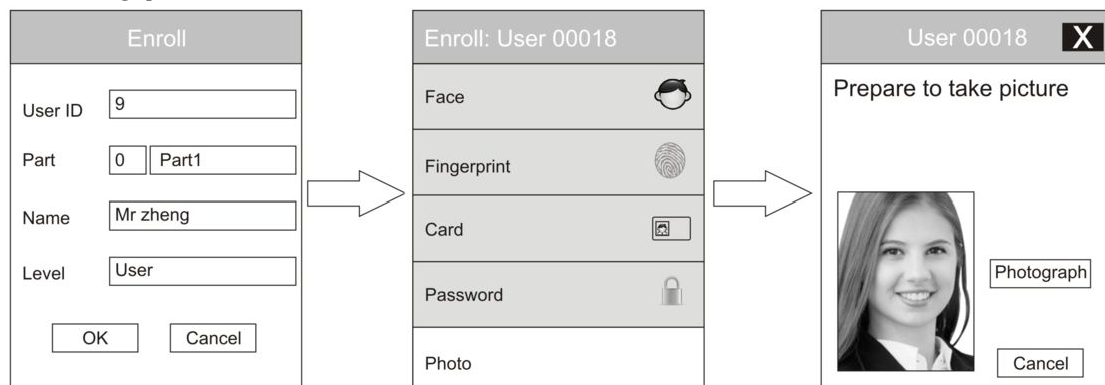 Enroll
User ID 9
Part 0 Part1
Name Mr zheng
Level User
OK Cancel
Enroll: User 00018
Face
Fingerprint
Card
Password
Photo
User 00018 X
Prepare to take picture
Photograph
Cancel